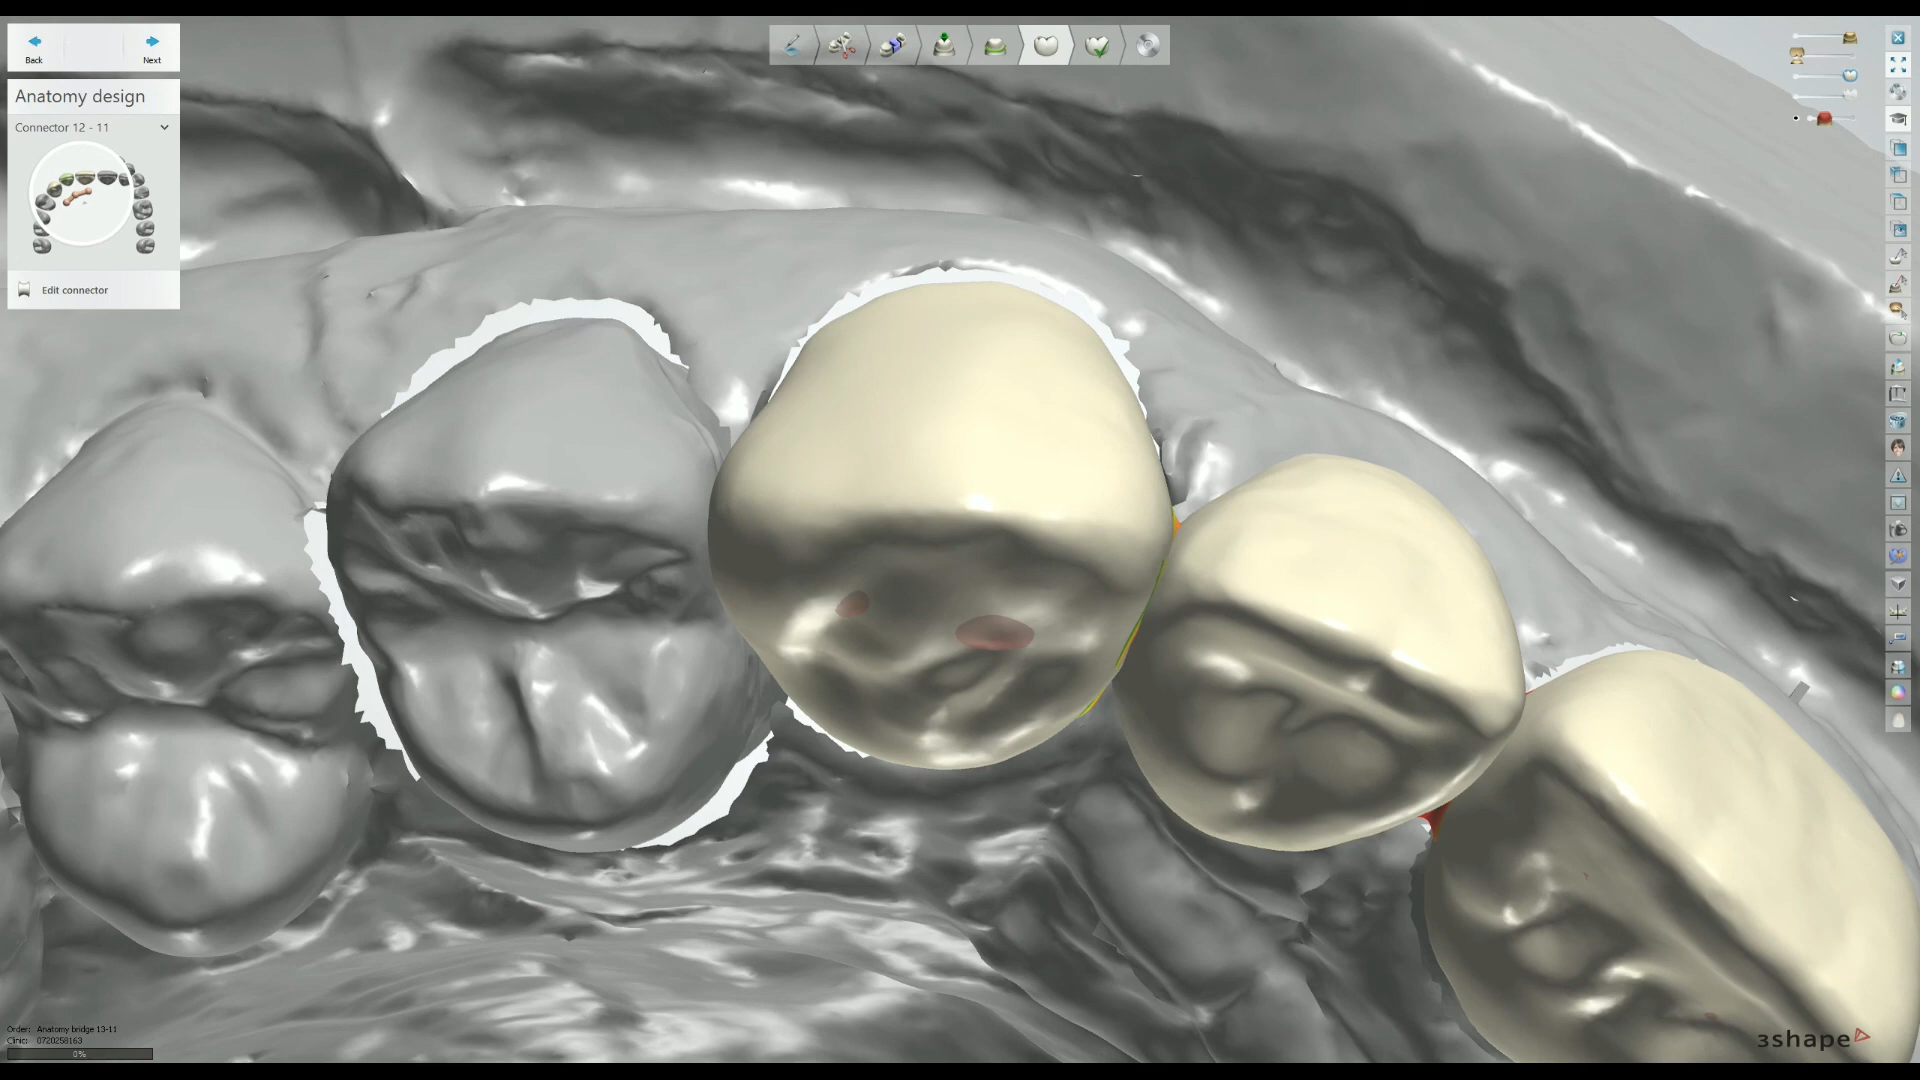 Back
Next
Anatomy design
Connector 12 - 11
Edit connector
Order: Anatomy bridge 13-11
Clinic: 0720258163
0%
3shape